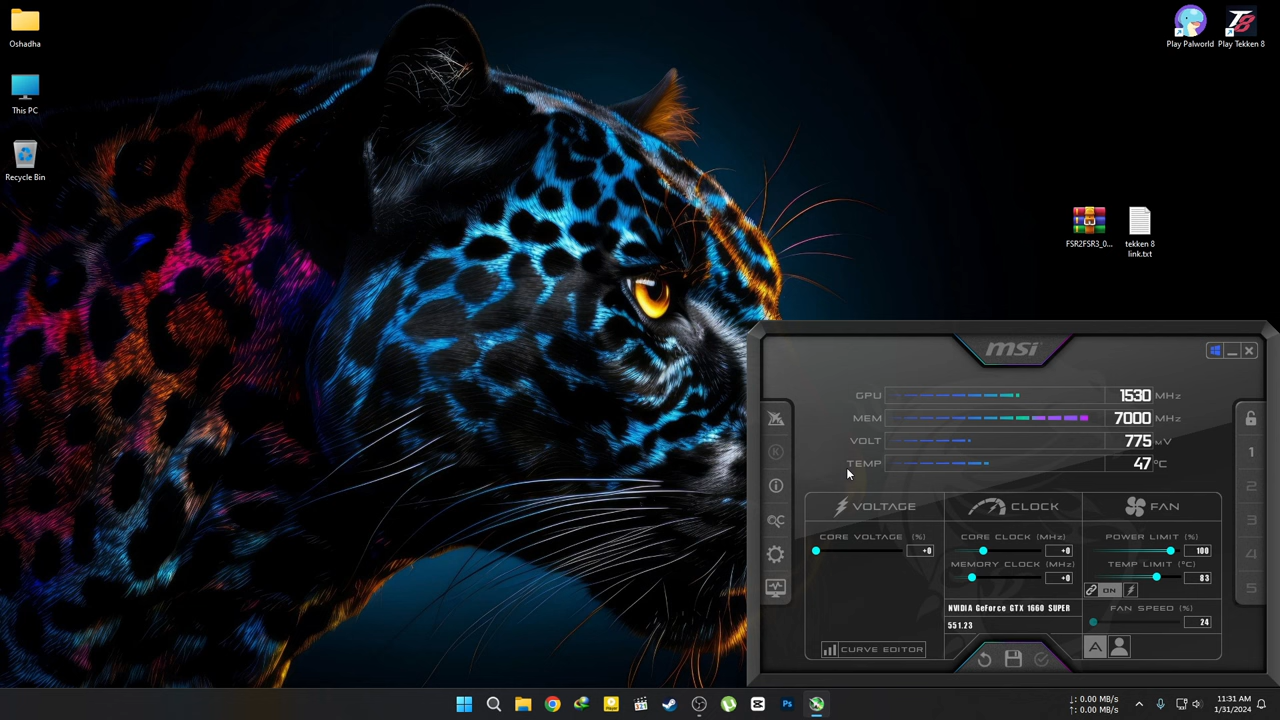 Oshadha
This PC
Recycle Bin
Play Palworld
Play Tekken 8
FSR2FSR3_0...
tekken 8
link.txt
msi
GPU 1530 MHz
MEM 7000 MHz
VOLT 775 mV
TEMP 47 °C
VOLTAGE
CLOCK
FAN
CORE VOLTAGE (%)
+0
CORE CLOCK (MHz)
+0
MEMORY CLOCK (MHz)
+0
POWER LIMIT (%)
100
TEMP LIMIT (°C)
83
ON
NVIDIA GeForce GTX 1660 SUPER
551.23
FAN SPEED (%)
24
CURVE EDITOR
A
K
OC
1
2
3
4
5
↓: 0.00 MB/s
↑: 0.00 MB/s
11:31 AM
1/31/2024